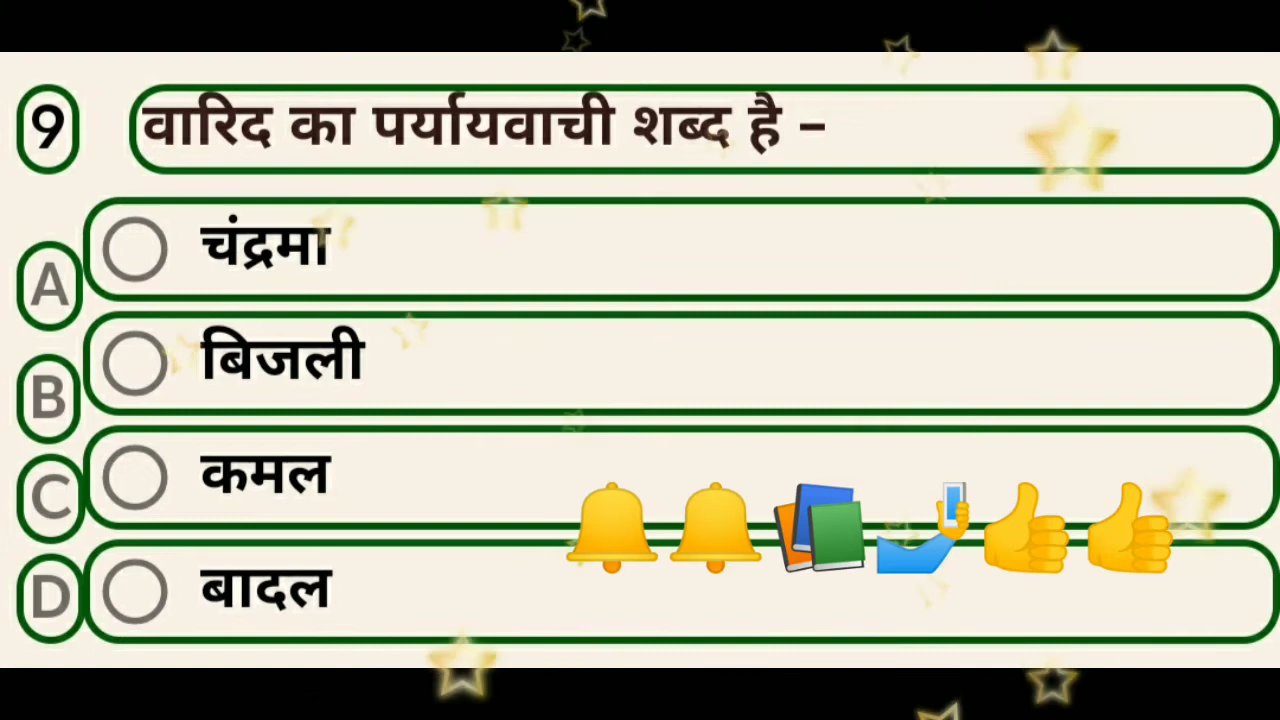 9 वारिद का पर्यायवाची शब्द है –
A चंद्रमा
B बिजली
C कमल
D बादल